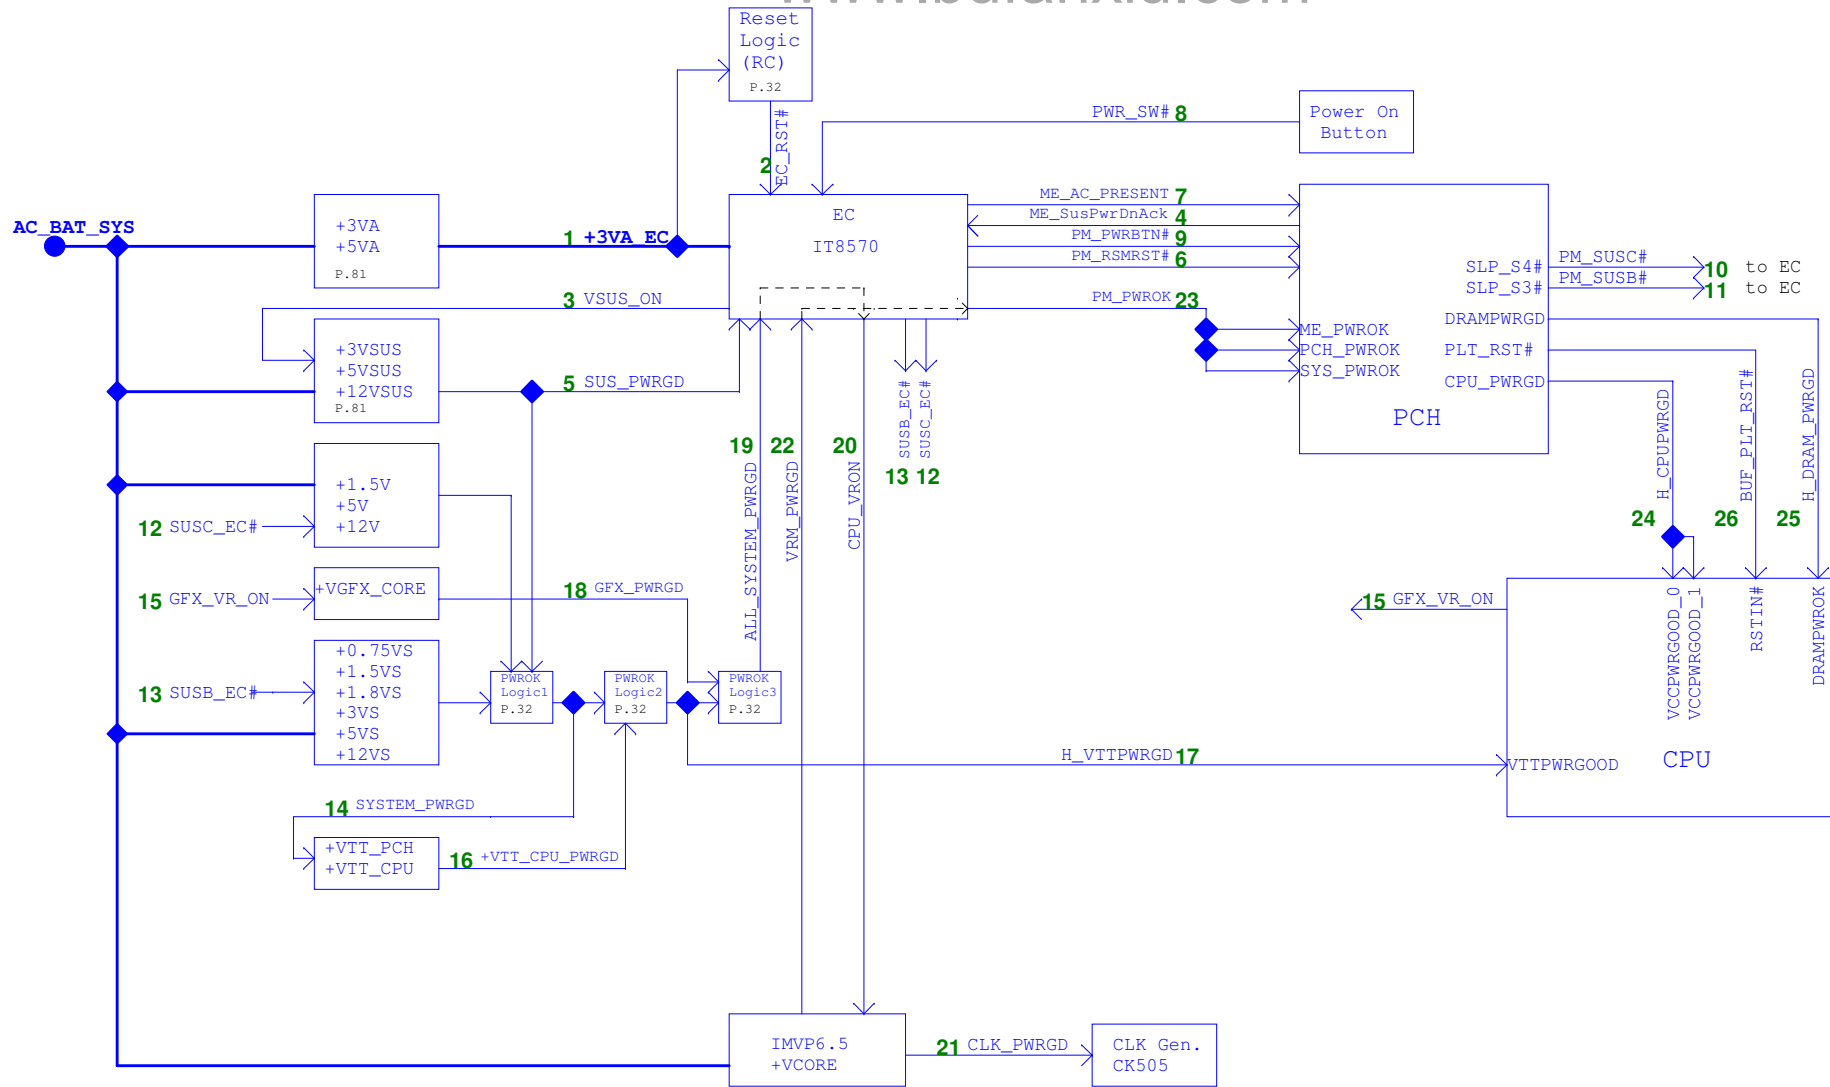 Reset
Logic
(RC)
P.32
EC_RST#
2
PWR_SW# 8
Power On
Button
AC_BAT_SYS
+3VA
+5VA
P.81
1 +3VA_EC
EC
IT8570
ME_AC_PRESENT 7
ME_SusPwrDnAck 4
PM_PWRBTN# 9
PM_RSMRST# 6
PM_PWROK 23
SLP_S4#
SLP_S3#
DRAMPWRGD
PLT_RST#
CPU_PWRGD
ME_PWROK
PCH_PWROK
SYS_PWROK
PCH
PM_SUSC#
10 to EC
PM_SUSB#
11 to EC
3 VSUS_ON
+3VSUS
+5VSUS
+12VSUS
P.81
5 SUS_PWRGD
SUSB_EC#
SUSC_EC#
13 12
19 22 20
ALL_SYSTEM_PWRGD
VRM_PWRGD
CPU_VRON
H_CPUPWRGD
BUF_PLT_RST#
H_DRAM_PWRGD
24 26 25
+1.5V
+5V
+12V
12 SUSC_EC#
15 GFX_VR_ON
+VGFX_CORE
18 GFX_PWRGD
13 SUSB_EC#
+0.75VS
+1.5VS
+1.8VS
+3VS
+5VS
+12VS
PWROK
Logic1
P.32
PWROK
Logic2
P.32
PWROK
Logic3
P.32
15 GFX_VR_ON
VCCPWRGOOD_0
VCCPWRGOOD_1
RSTIN#
DRAMPWROK
H_VTTPWRGD 17
VTTPWRGOOD
CPU
14 SYSTEM_PWRGD
+VTT_PCH
+VTT_CPU
16 +VTT_CPU_PWRGD
IMVP6.5
+VCORE
21 CLK_PWRGD
CLK Gen.
CK505